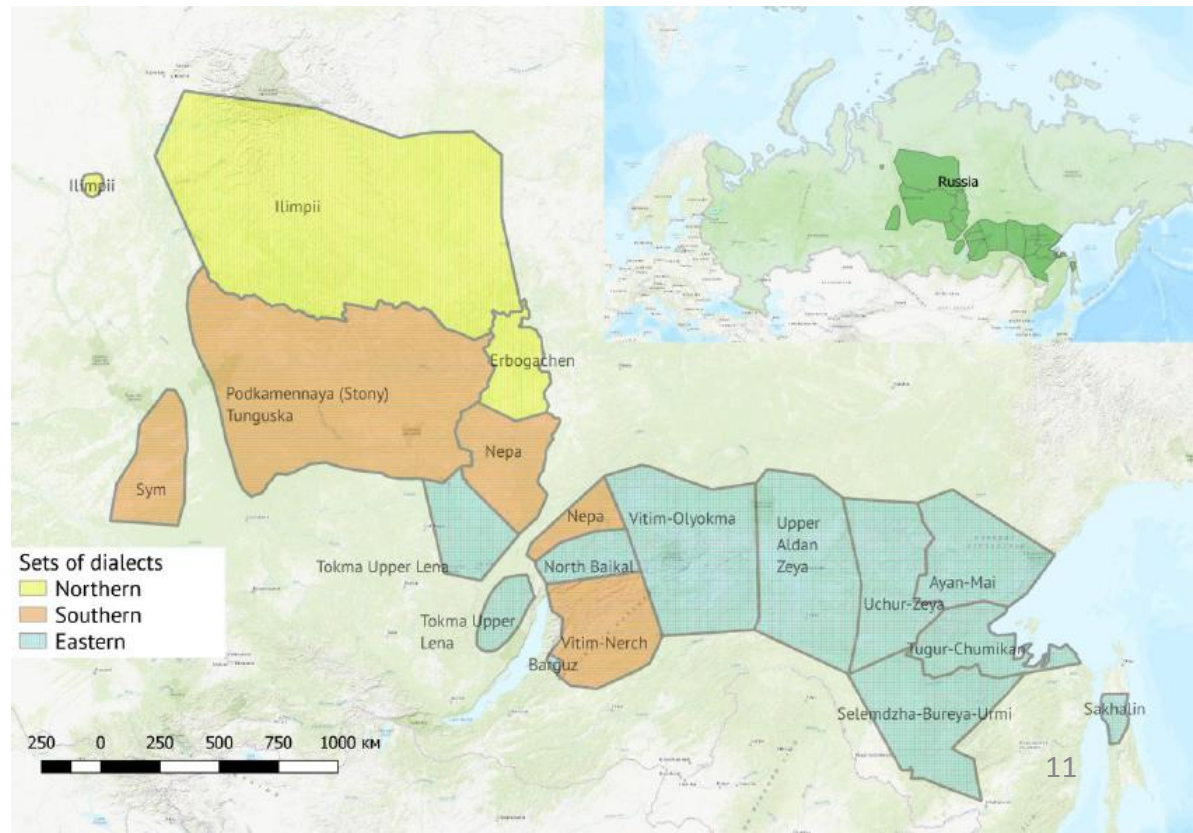 Russia
Ilimpii
Ilimpii
Erbogachen
Podkamennaya (Stony)
Tunguska
Nepa
Sym
Nepa
Vitim-Olyokma
Upper
Aldan
Zeya
Tokma Upper Lena
North Baikal
Ayan-Mai
Uchur-Zeya
Tokma Upper
Lena
Vitim-Nerch
Tugur-Chumikan
Barguz
Selemdzha-Bureya-Urmi
Sakhalin
Sets of dialects
Northern
Southern
Eastern
250 0 250 500 750 1000 км
11